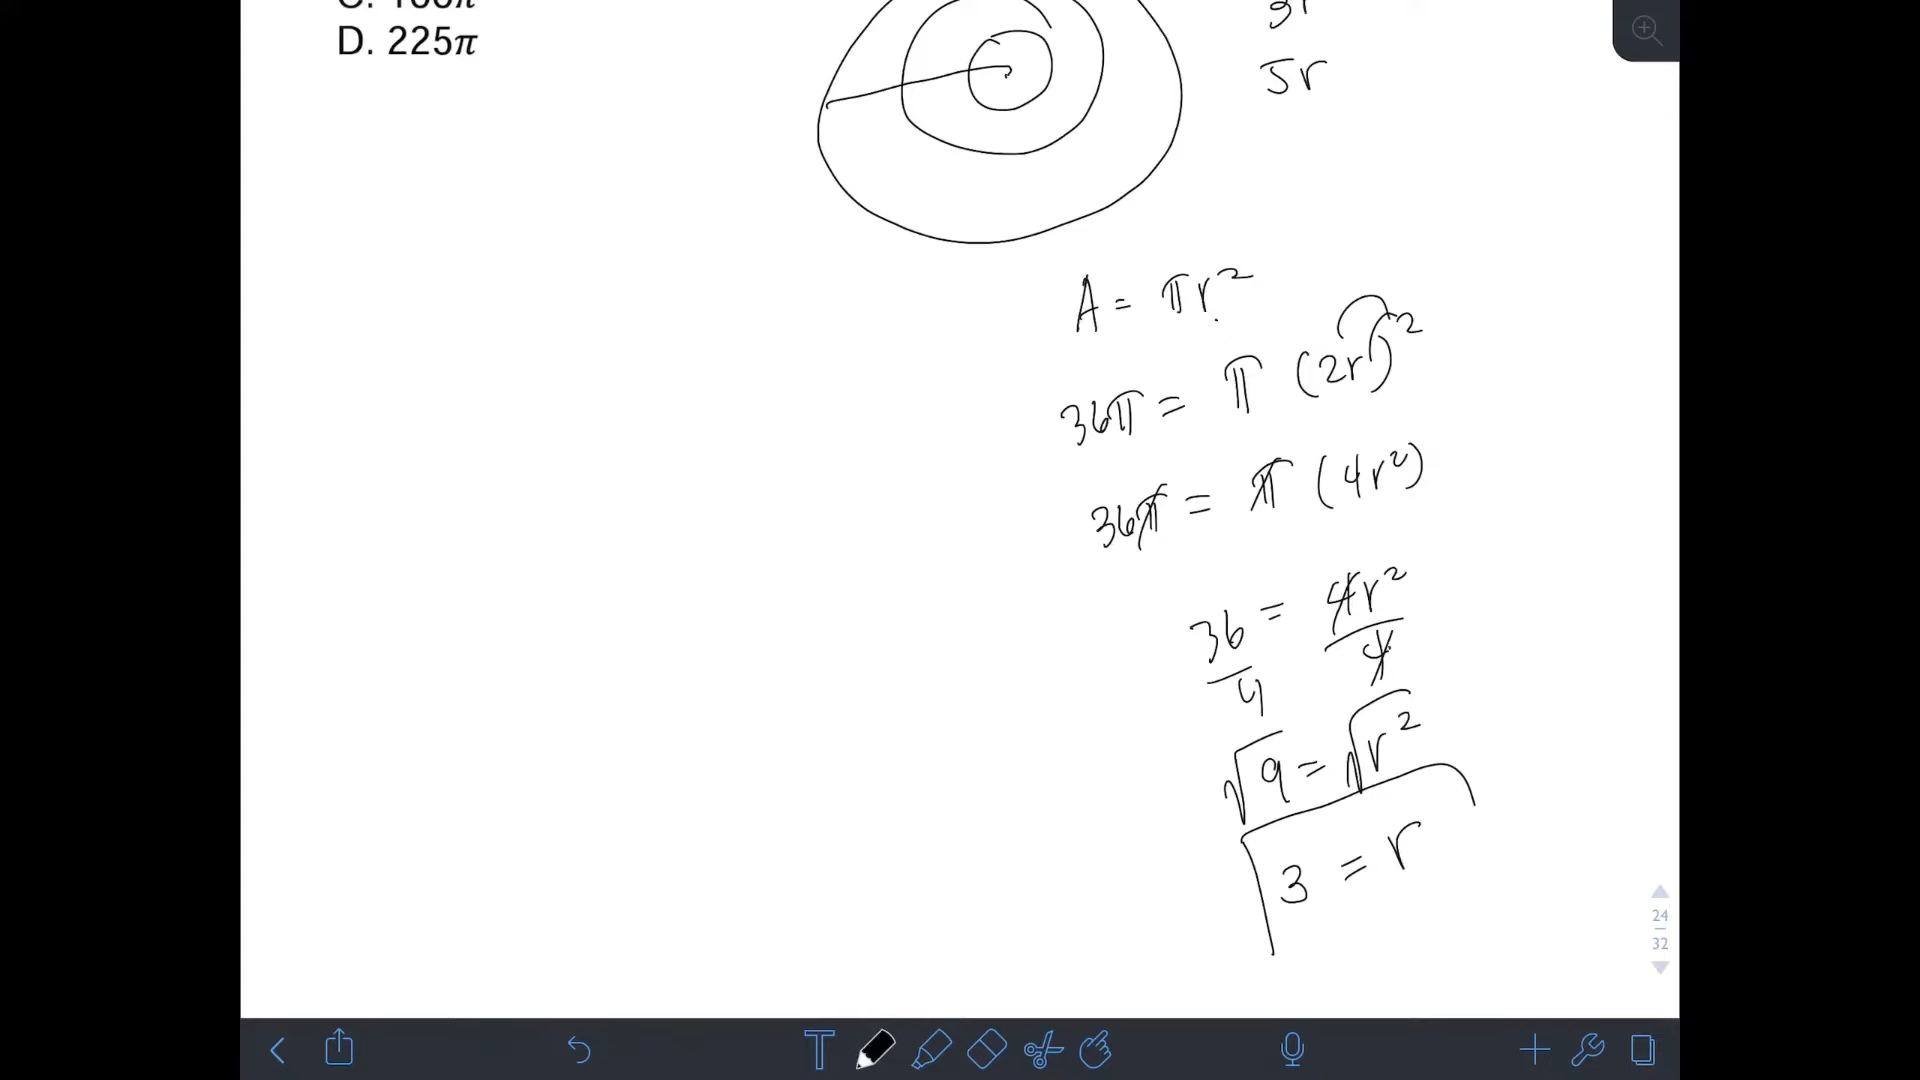 D. 225π
5r
A = πr²
36π = π (2r)²
36π = π (4r²)
36/4 = 4r²/4
√9 = √r²
3 = r
24
32
T